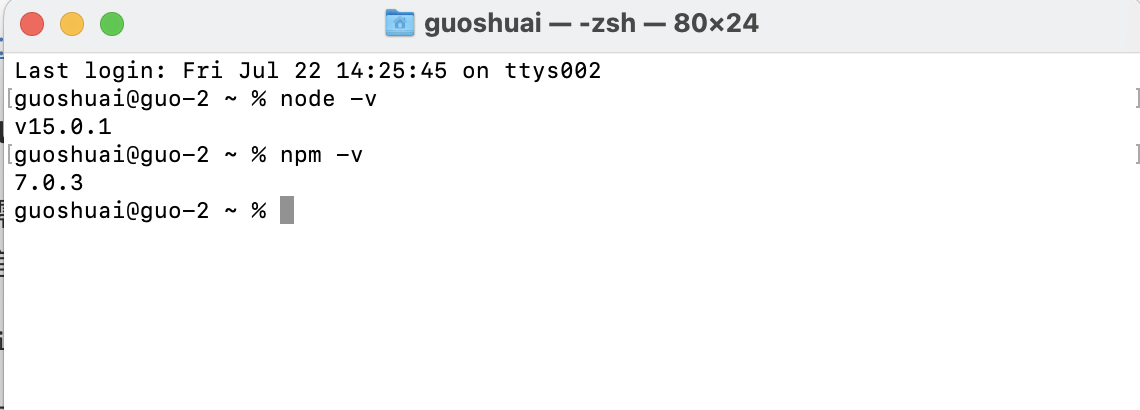 guoshuai — -zsh — 80×24
Last login: Fri Jul 22 14:25:45 on ttys002
[guoshuai@guo-2 ~ % node -v ]
v15.0.1
[guoshuai@guo-2 ~ % npm -v ]
7.0.3
guoshuai@guo-2 ~ %